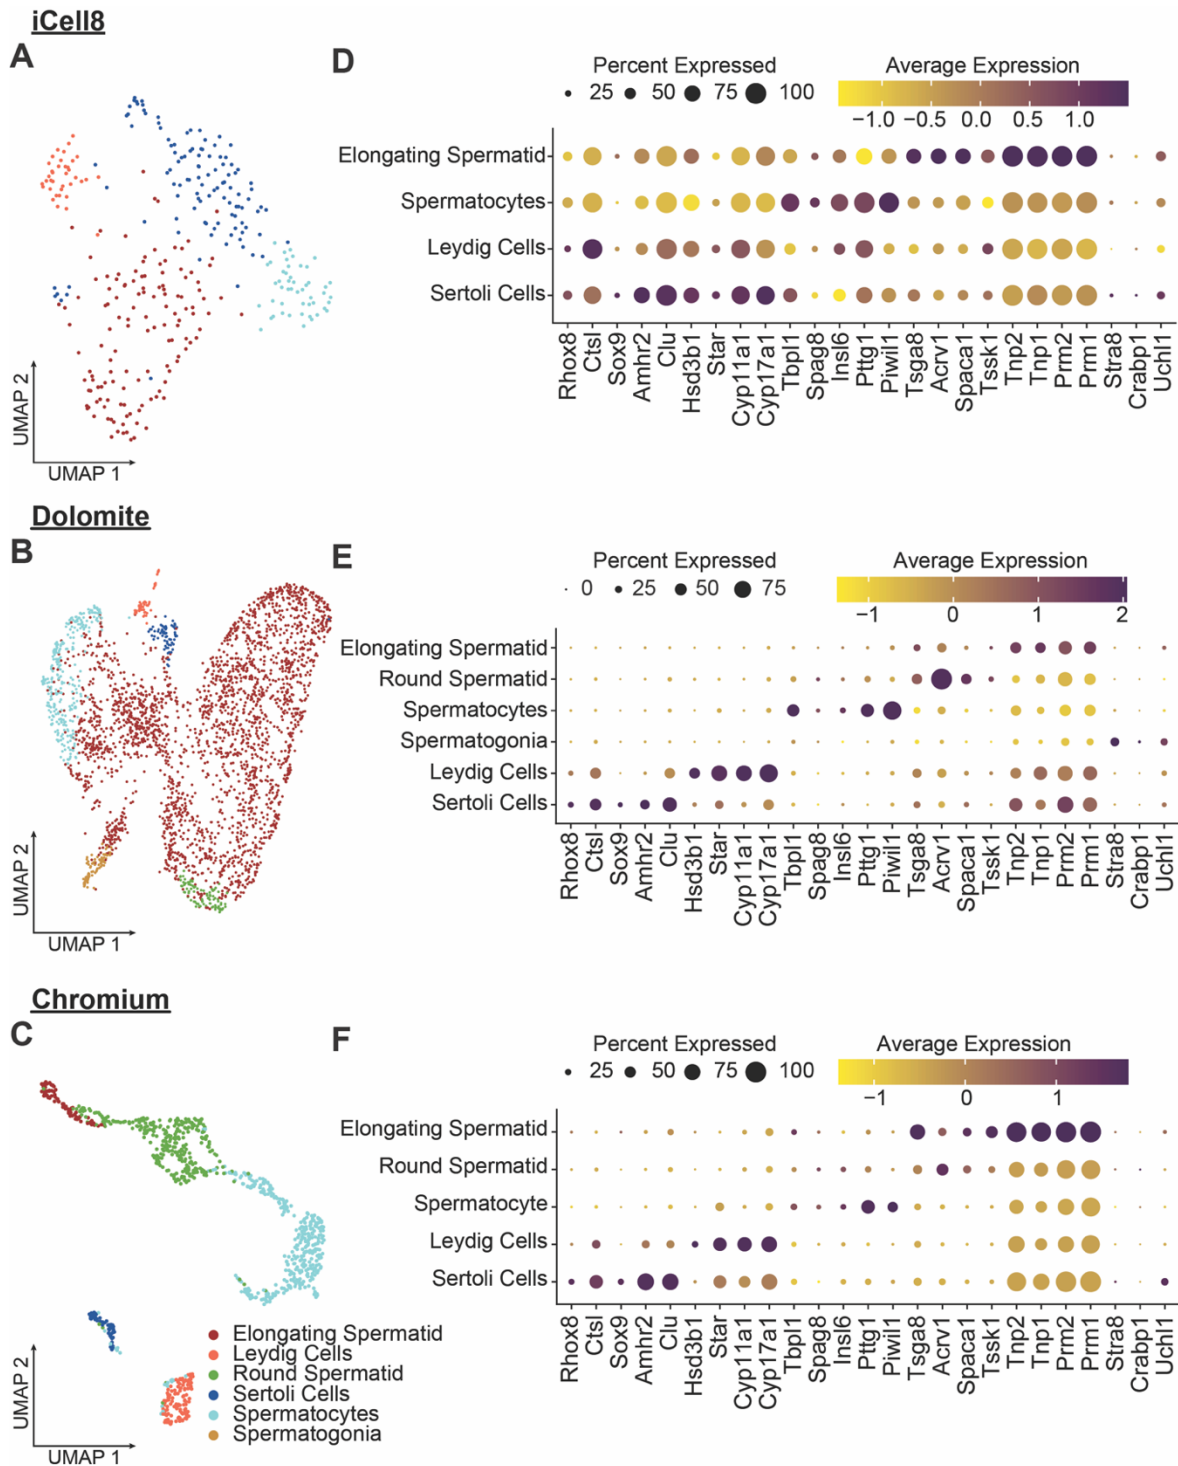 iCell8
A
UMAP 2
UMAP 1
D
Percent Expressed
25 50 75 100
Average Expression
−1.0 −0.5 0.0 0.5 1.0
Elongating Spermatid
Spermatocytes
Leydig Cells
Sertoli Cells
Rhox8 Ctsl Sox9 Amhr2 Clu Hsd3b1 Star Cyp11a1 Cyp17a1 Tbpl1 Spag8 Insl6 Pttg1 Piwil1 Tsga8 Acrv1 Spaca1 Tssk1 Tnp2 Tnp1 Prm2 Prm1 Stra8 Crabp1 Uchl1
Dolomite
B
UMAP 2
UMAP 1
E
Percent Expressed
0 25 50 75
Average Expression
−1 0 1 2
Elongating Spermatid
Round Spermatid
Spermatocytes
Spermatogonia
Leydig Cells
Sertoli Cells
Rhox8 Ctsl Sox9 Amhr2 Clu Hsd3b1 Star Cyp11a1 Cyp17a1 Tbpl1 Spag8 Insl6 Pttg1 Piwil1 Tsga8 Acrv1 Spaca1 Tssk1 Tnp2 Tnp1 Prm2 Prm1 Stra8 Crabp1 Uchl1
Chromium
C
UMAP 2
UMAP 1
Elongating Spermatid
Leydig Cells
Round Spermatid
Sertoli Cells
Spermatocytes
Spermatogonia
F
Percent Expressed
25 50 75 100
Average Expression
−1 0 1
Elongating Spermatid
Round Spermatid
Spermatocyte
Leydig Cells
Sertoli Cells
Rhox8 Ctsl Sox9 Amhr2 Clu Hsd3b1 Star Cyp11a1 Cyp17a1 Tbpl1 Spag8 Insl6 Pttg1 Piwil1 Tsga8 Acrv1 Spaca1 Tssk1 Tnp2 Tnp1 Prm2 Prm1 Stra8 Crabp1 Uchl1